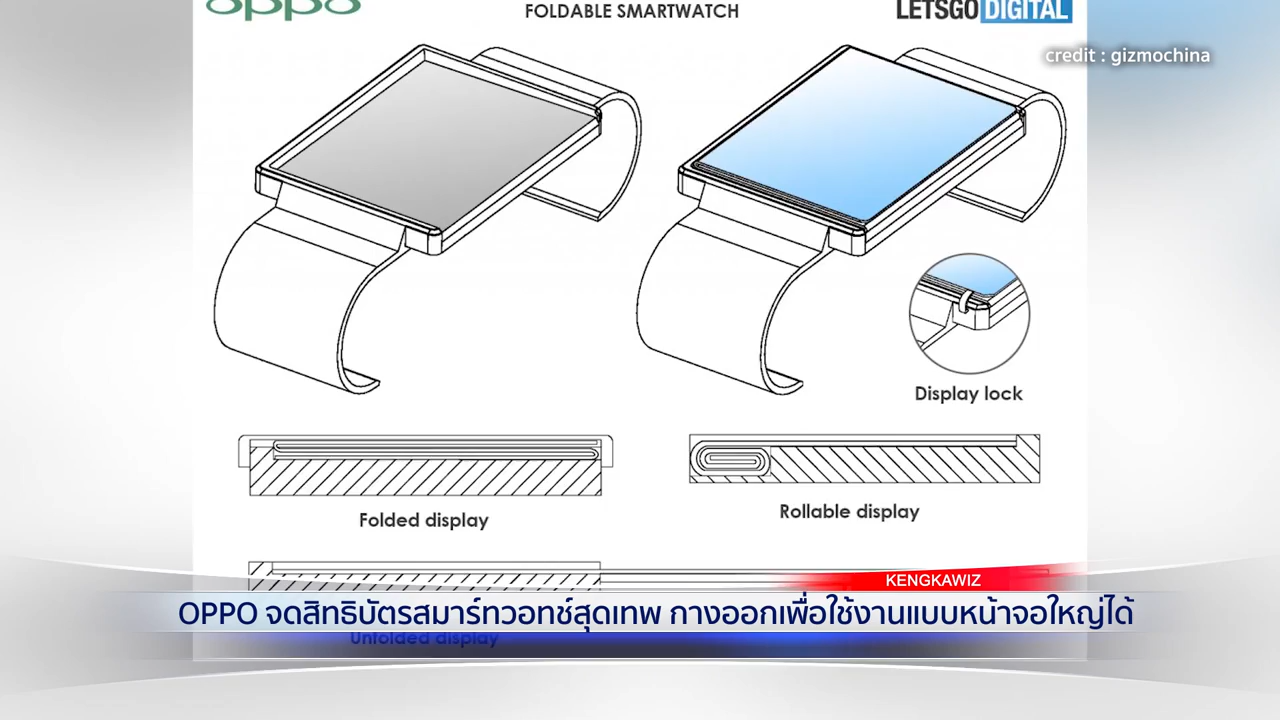 oppo
FOLDABLE SMARTWATCH
LETSGODIGITAL
credit : gizmochina
Display lock
Folded display
Rollable display
KENGKAWIZ
OPPO จดสิทธิบัตรสมาร์ทวอทช์สุดเทพ กางออกเพื่อใช้งานแบบหน้าจอใหญ่ได้
Unfolded display